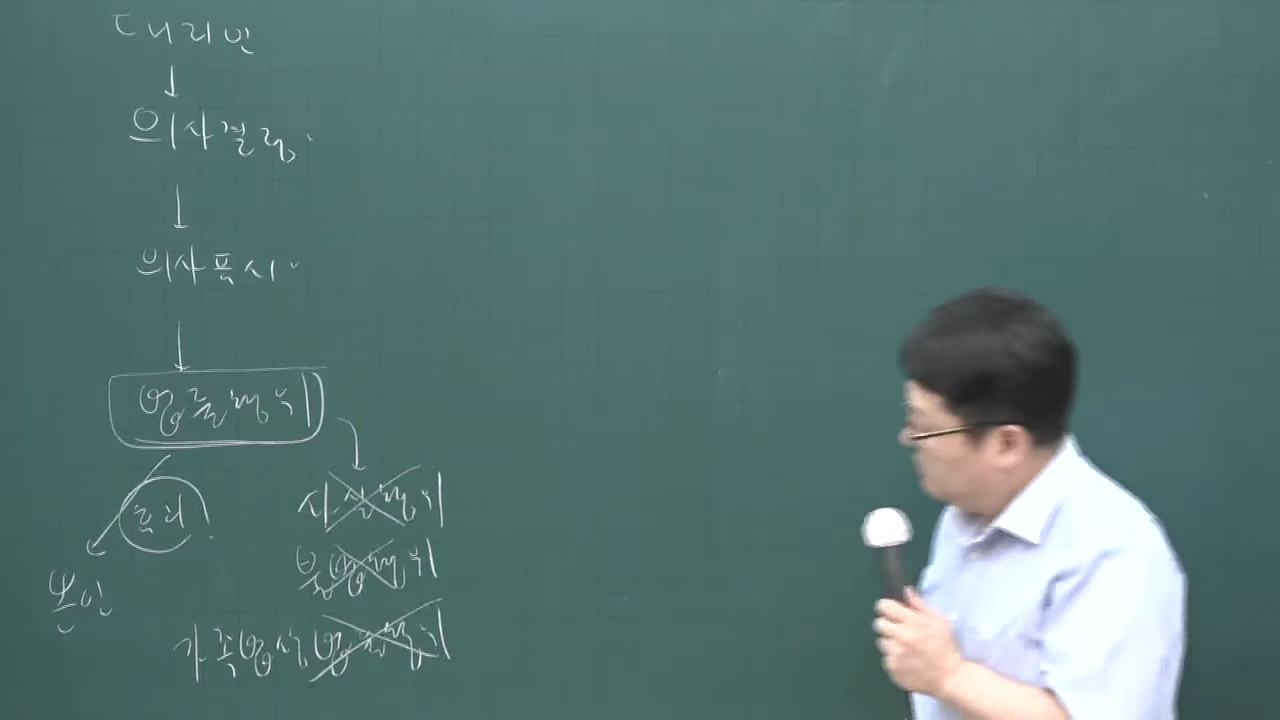 대리인
↓
의사결정
↓
의사표시
↓
법률행위
효과
본인
사실행위
불법행위
가족법상 법률행위